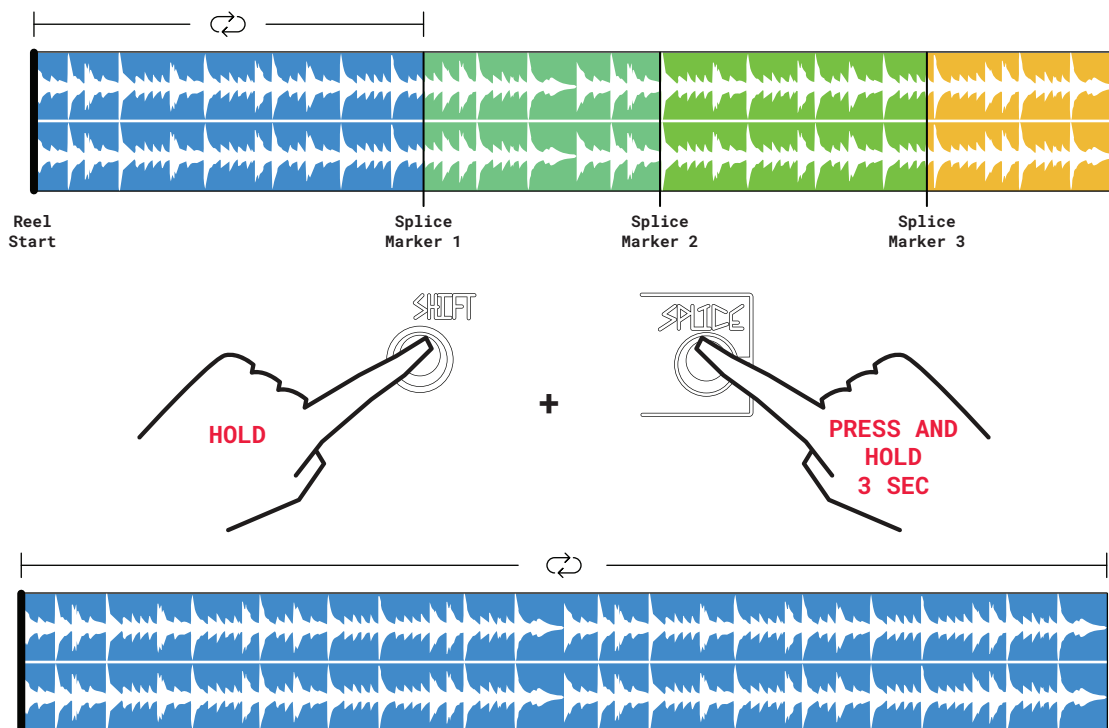 Reel
Start
Splice
Marker 1
Splice
Marker 2
Splice
Marker 3
SHIFT
SPLICE
HOLD
+
PRESS AND
HOLD
3 SEC